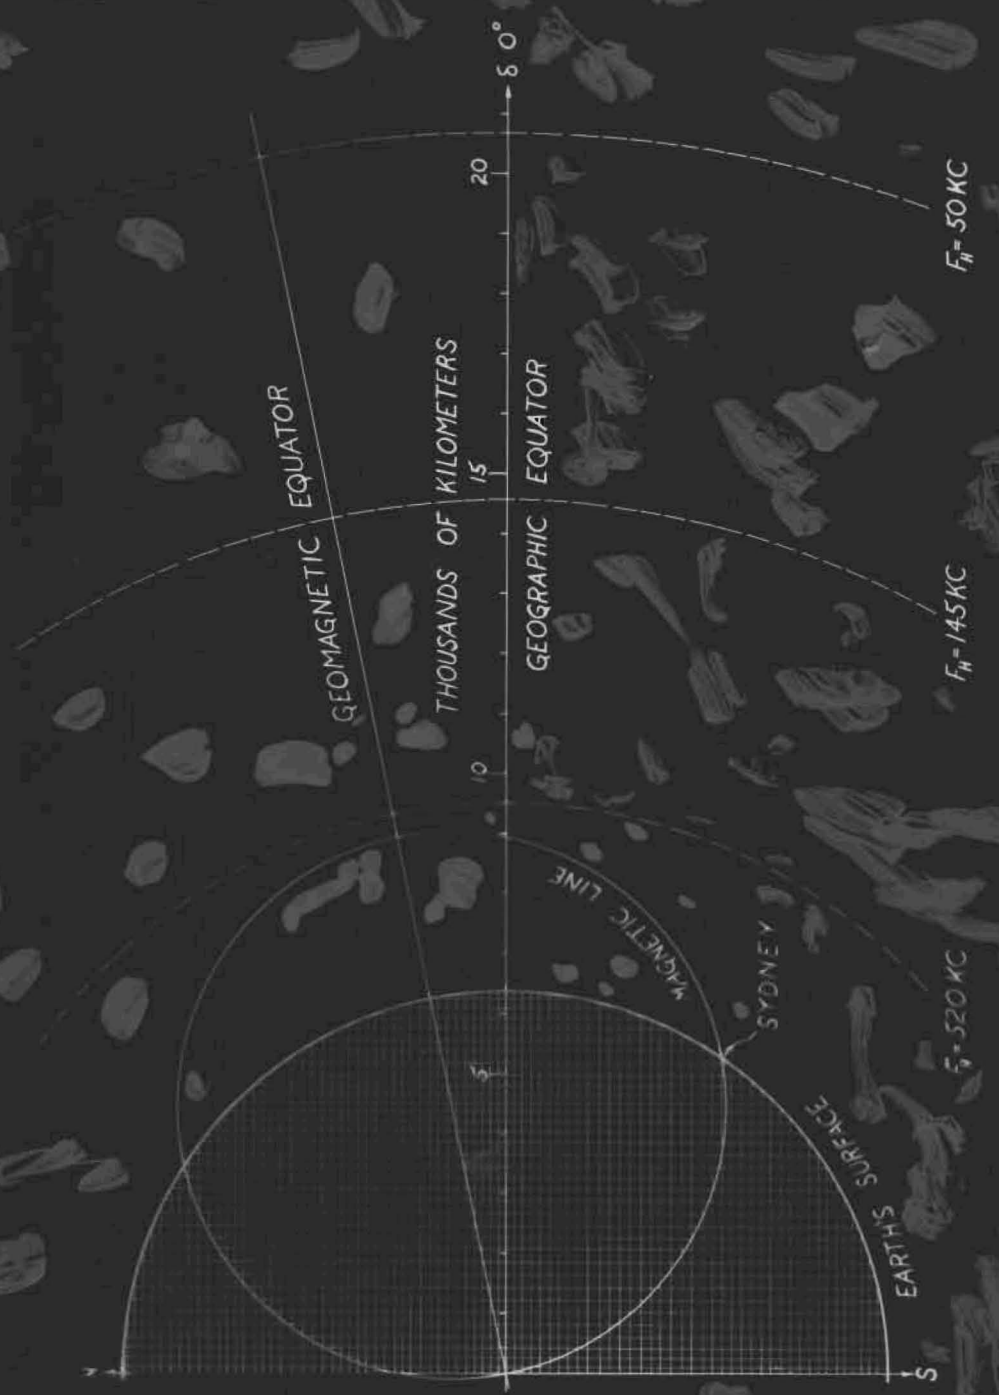 δ 0°
20
F_H = 50 KC
GEOMAGNETIC EQUATOR
THOUSANDS OF KILOMETERS
15
GEOGRAPHIC EQUATOR
F_H = 145 KC
10
MAGNETIC LINE
SYDNEY
= 520 KC
5
EARTH'S SURFACE
S